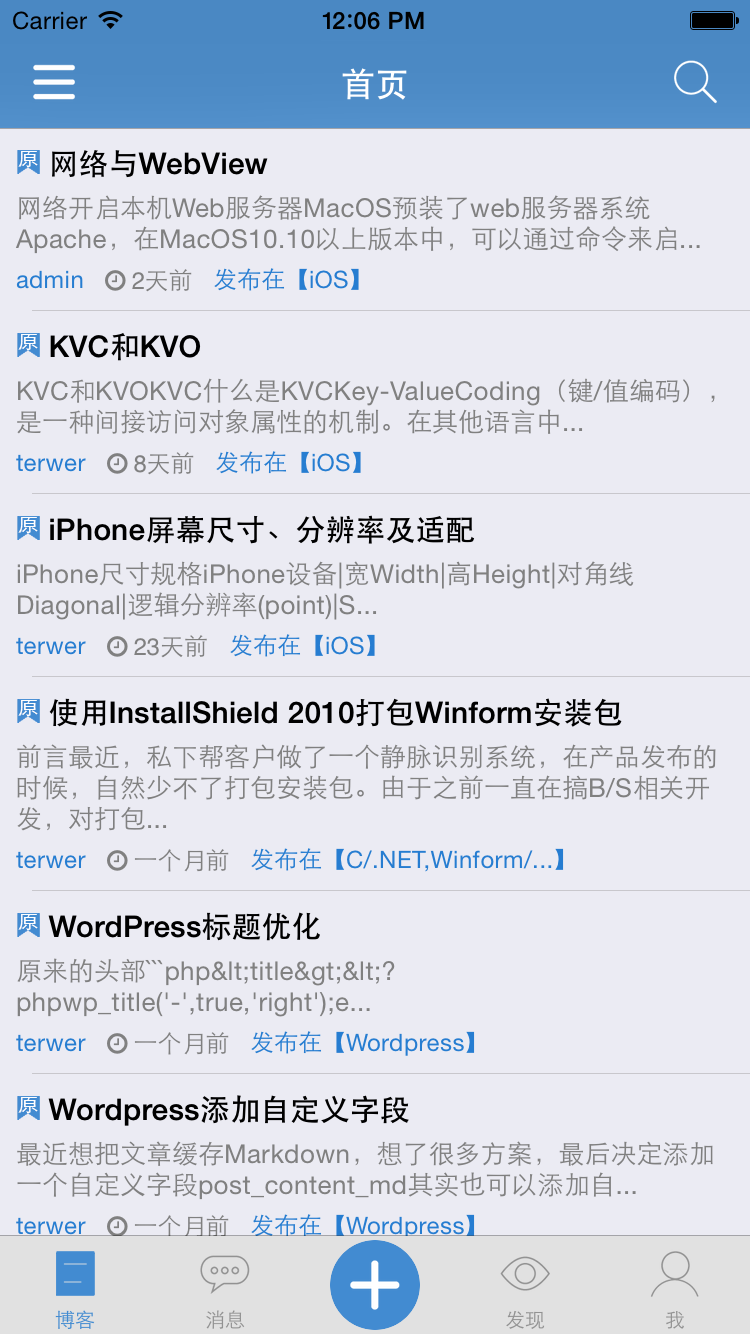 Carrier 12:06 PM
首页
原 网络与WebView
网络开启本机Web服务器MacOS预装了web服务器系统
Apache，在MacOS10.10以上版本中，可以通过命令来启...
admin 2天前 发布在【iOS】
原 KVC和KVO
KVC和KVOKVC什么是KVCKey-ValueCoding（键/值编码），
是一种间接访问对象属性的机制。在其他语言中...
terwer 8天前 发布在【iOS】
原 iPhone屏幕尺寸、分辨率及适配
iPhone尺寸规格iPhone设备|宽Width|高Height|对角线
Diagonal|逻辑分辨率(point)|S...
terwer 23天前 发布在【iOS】
原 使用InstallShield 2010打包Winform安装包
前言最近，私下帮客户做了一个静脉识别系统，在产品发布的
时候，自然少不了打包安装包。由于之前一直在搞B/S相关开
发，对打包...
terwer 一个月前 发布在【C/.NET,Winform/...】
原 WordPress标题优化
原来的头部```php&lt;title&gt;&lt;?
phpwp_title('-',true,'right');e...
terwer 一个月前 发布在【Wordpress】
原 Wordpress添加自定义字段
最近想把文章缓存Markdown，想了很多方案，最后决定添加
一个自定义字段post_content_md其实也可以添加自...
terwer 一个月前 发布在【Wordpress】
博客 消息 发现 我